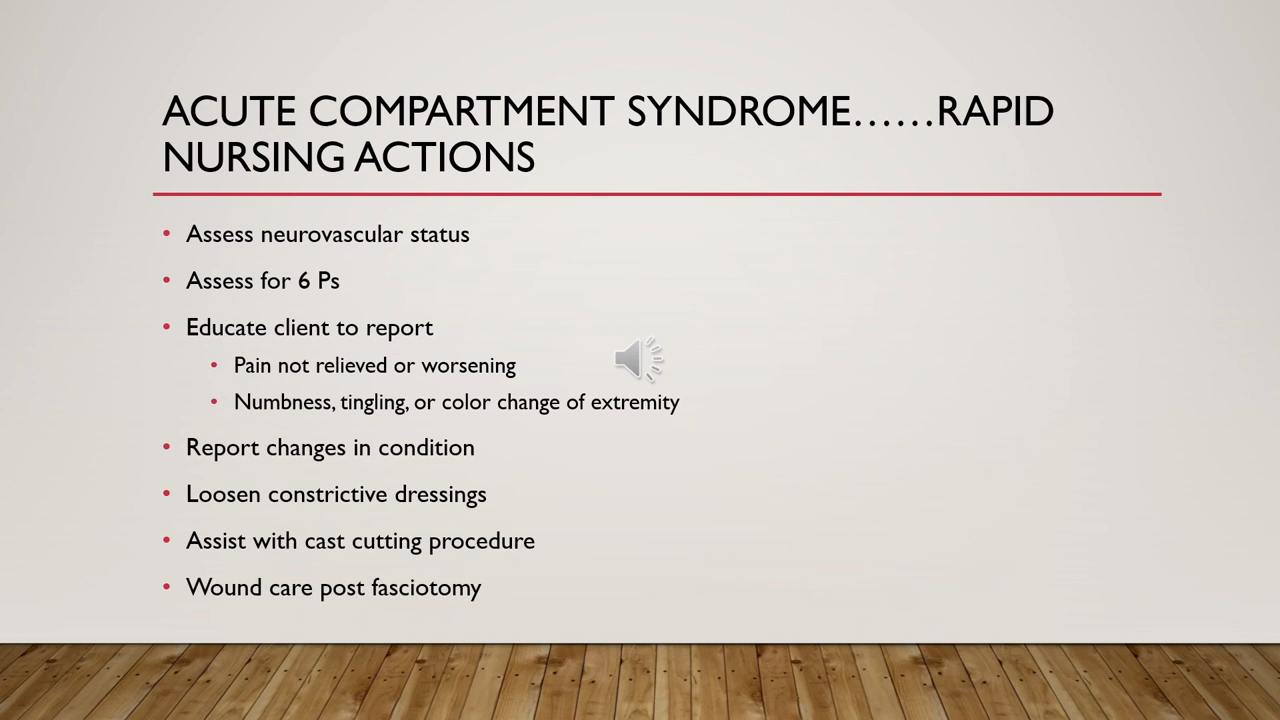 ACUTE COMPARTMENT SYNDROME......RAPID
NURSING ACTIONS
• Assess neurovascular status
• Assess for 6 Ps
• Educate client to report
• Pain not relieved or worsening
• Numbness, tingling, or color change of extremity
• Report changes in condition
• Loosen constrictive dressings
• Assist with cast cutting procedure
• Wound care post fasciotomy